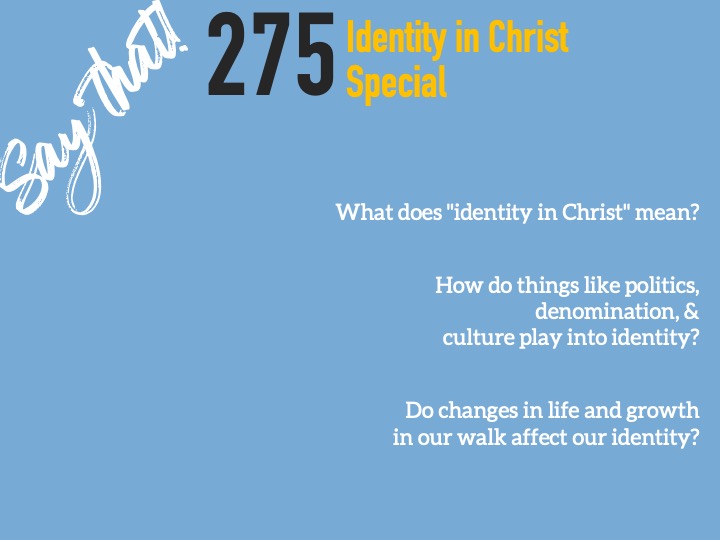 Say that!
275
Identity in Christ
Special
What does "identity in Christ" mean?
How do things like politics,
denomination, &
culture play into identity?
Do changes in life and growth
in our walk affect our identity?